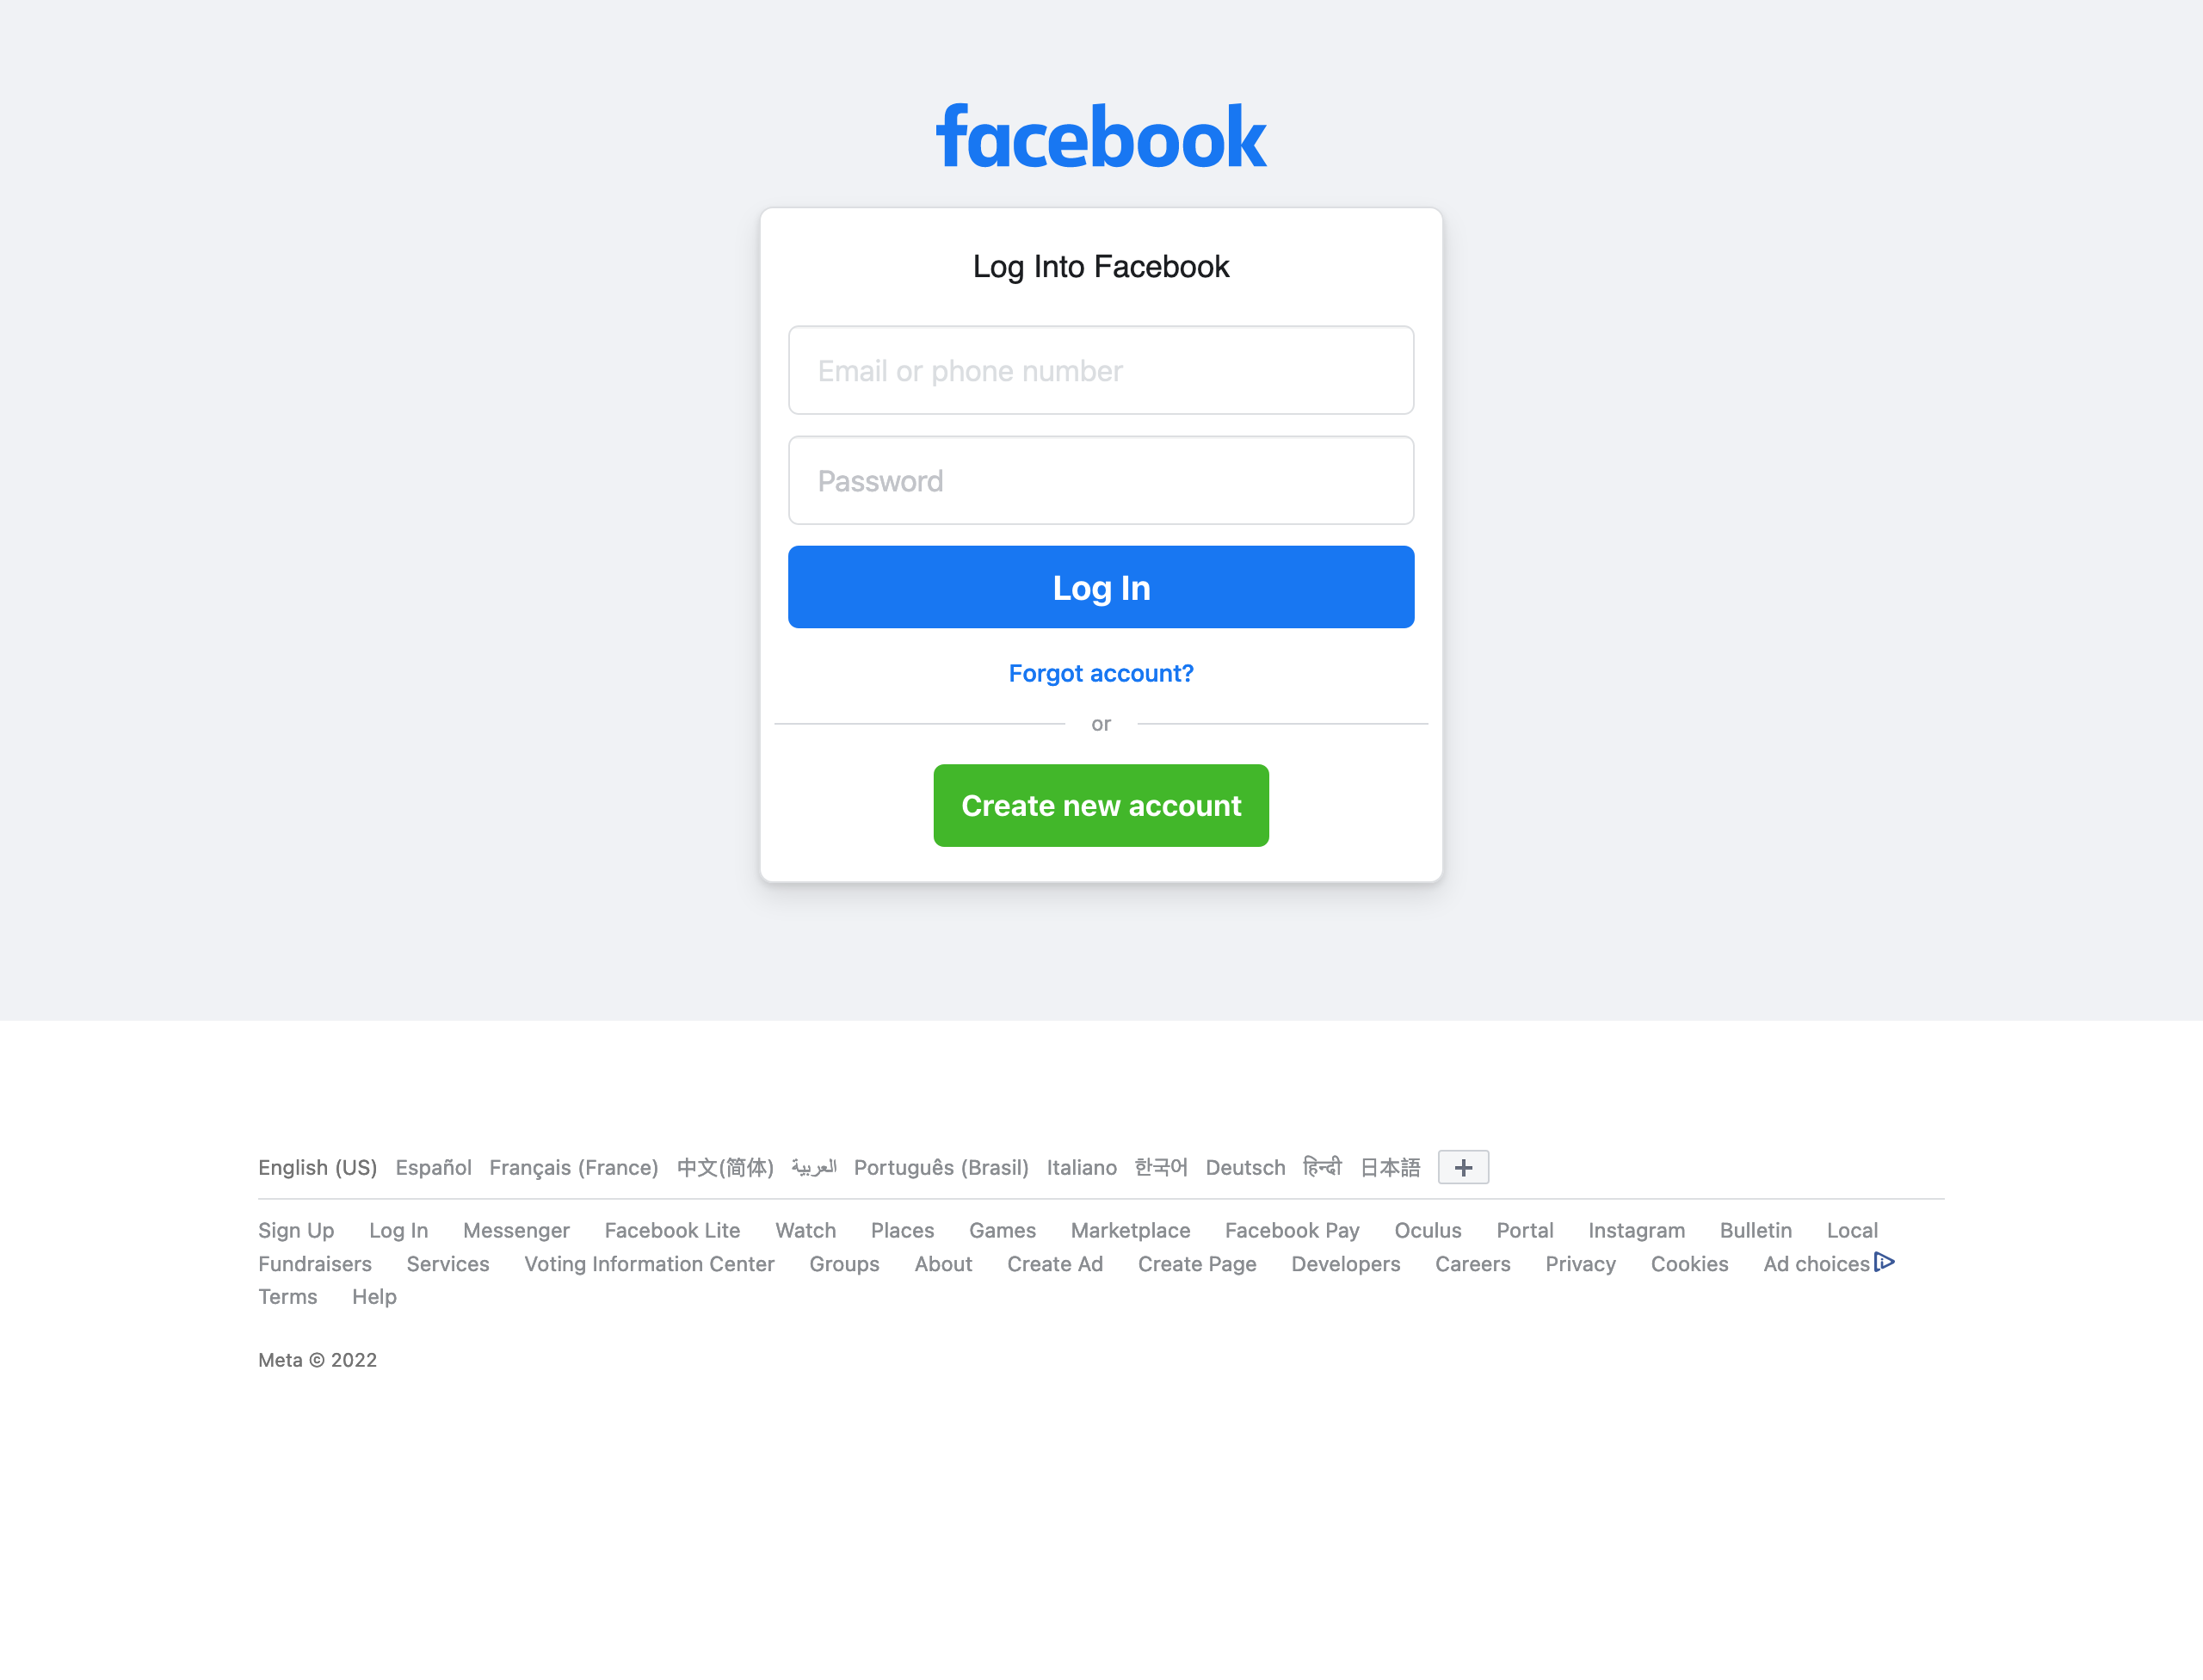 facebook
Log Into Facebook
Email or phone number
Password
Log In
Forgot account?
or
Create new account
English (US) Español Français (France) 中文(简体) العربية Português (Brasil) Italiano 한국어 Deutsch हिन्दी 日本語 +
Sign Up Log In Messenger Facebook Lite Watch Places Games Marketplace Facebook Pay Oculus Portal Instagram Bulletin Local
Fundraisers Services Voting Information Center Groups About Create Ad Create Page Developers Careers Privacy Cookies Ad choices
Terms Help
Meta © 2022